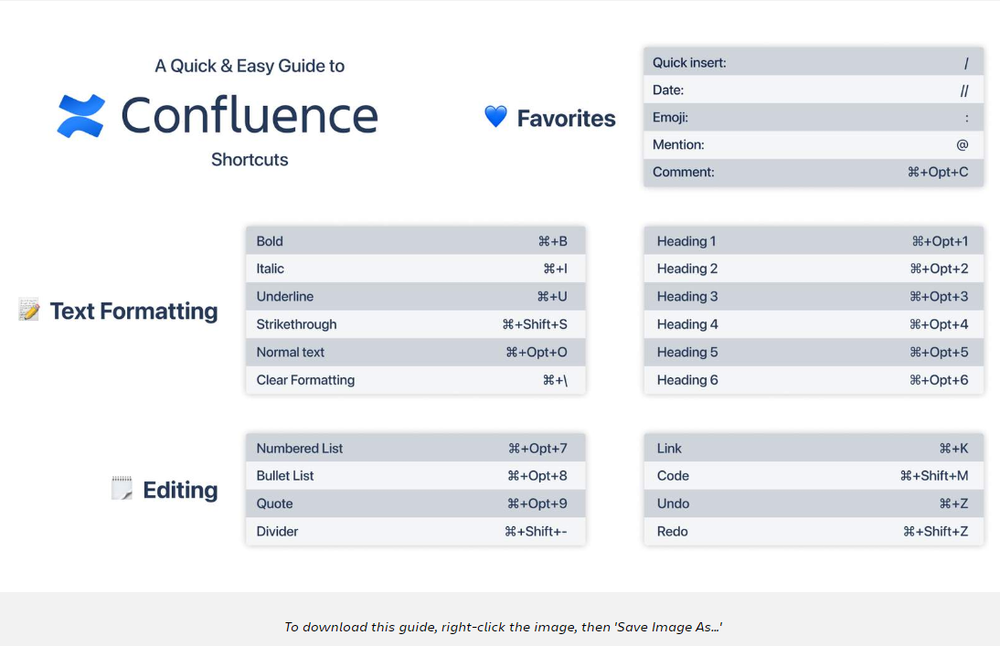 A Quick & Easy Guide to
Confluence
Shortcuts
💙 Favorites
Quick insert: /
Date: //
Emoji: :
Mention: @
Comment: ⌘+Opt+C
📝 Text Formatting
Bold ⌘+B
Italic ⌘+I
Underline ⌘+U
Strikethrough ⌘+Shift+S
Normal text ⌘+Opt+O
Clear Formatting ⌘+\
Heading 1 ⌘+Opt+1
Heading 2 ⌘+Opt+2
Heading 3 ⌘+Opt+3
Heading 4 ⌘+Opt+4
Heading 5 ⌘+Opt+5
Heading 6 ⌘+Opt+6
🗒️ Editing
Numbered List ⌘+Opt+7
Bullet List ⌘+Opt+8
Quote ⌘+Opt+9
Divider ⌘+Shift+-
Link ⌘+K
Code ⌘+Shift+M
Undo ⌘+Z
Redo ⌘+Shift+Z
To download this guide, right-click the image, then 'Save Image As...'